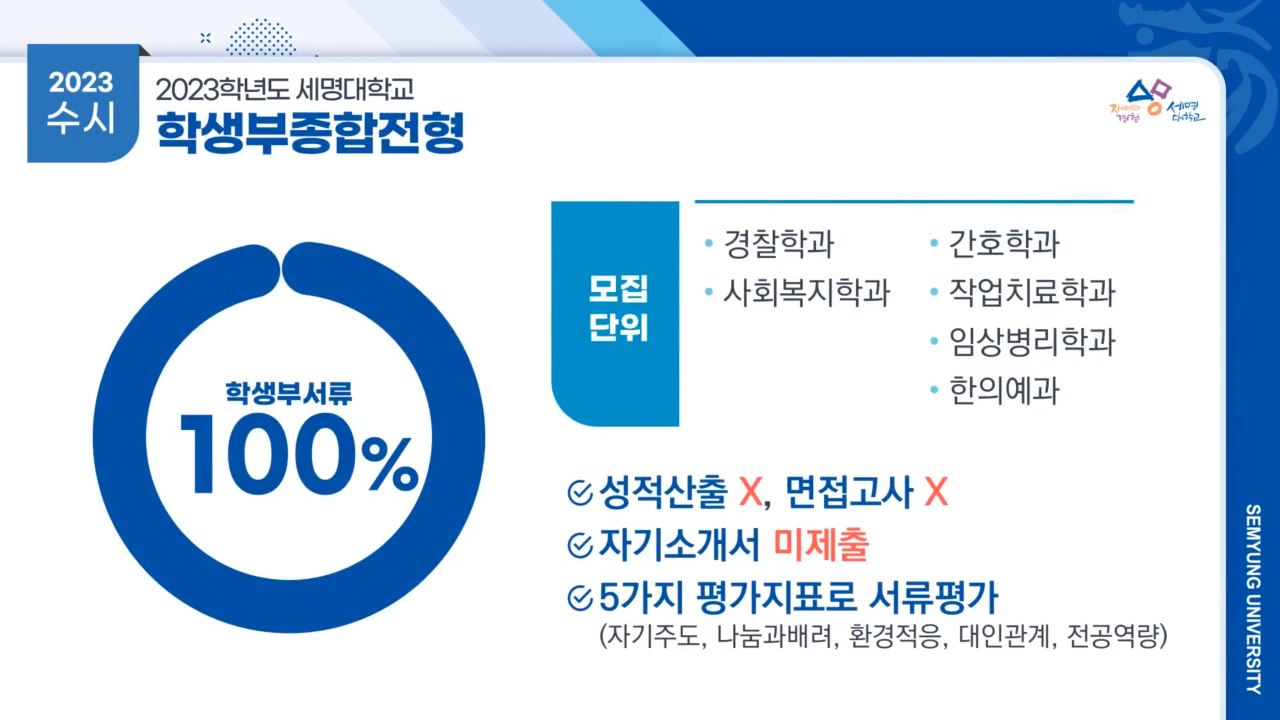 2023
수시
2023학년도 세명대학교
학생부종합전형
세명
대학교
학생부서류
100%
모집
단위
• 경찰학과
• 사회복지학과
• 간호학과
• 작업치료학과
• 임상병리학과
• 한의예과
성적산출 X, 면접고사 X
자기소개서 미제출
5가지 평가지표로 서류평가
(자기주도, 나눔과배려, 환경적응, 대인관계, 전공역량)
SEMYUNG UNIVERSITY